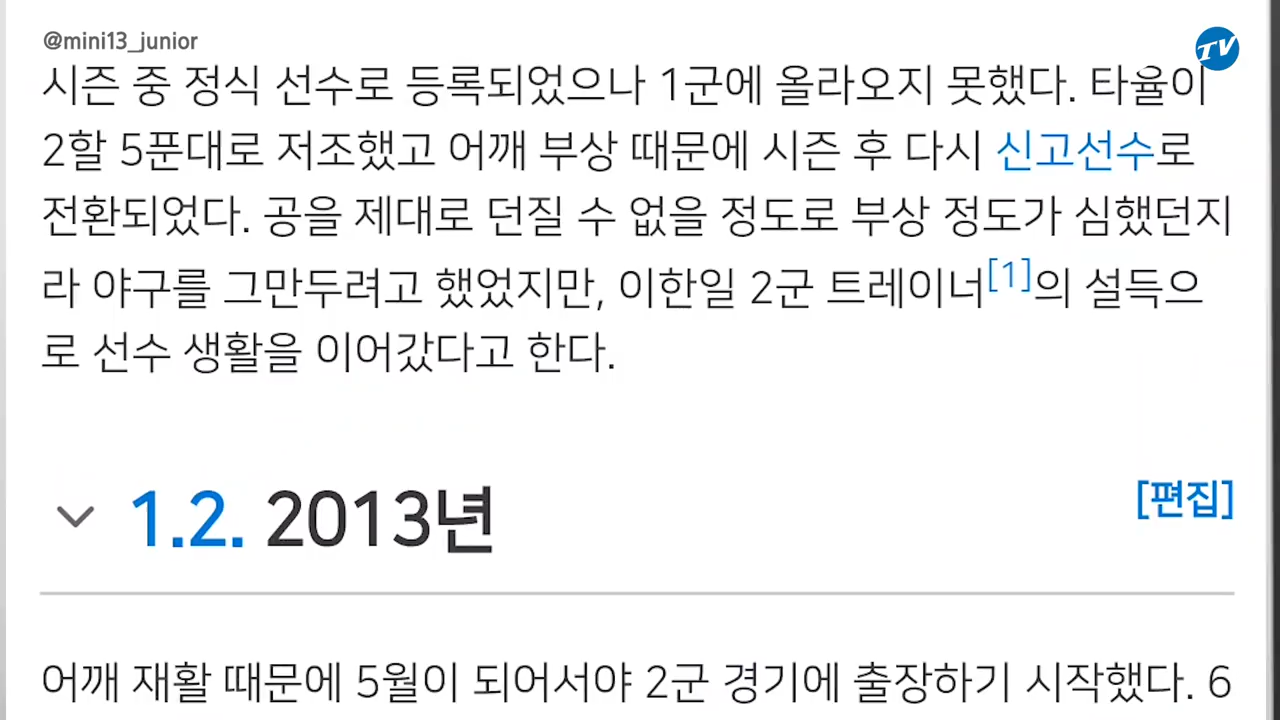 @mini13_junior
TV
시즌 중 정식 선수로 등록되었으나 1군에 올라오지 못했다. 타율이
2할 5푼대로 저조했고 어깨 부상 때문에 시즌 후 다시 신고선수로
전환되었다. 공을 제대로 던질 수 없을 정도로 부상 정도가 심했던지
라 야구를 그만두려고 했었지만, 이한일 2군 트레이너[1]의 설득으
로 선수 생활을 이어갔다고 한다.
1.2. 2013년
[편집]
어깨 재활 때문에 5월이 되어서야 2군 경기에 출장하기 시작했다. 6